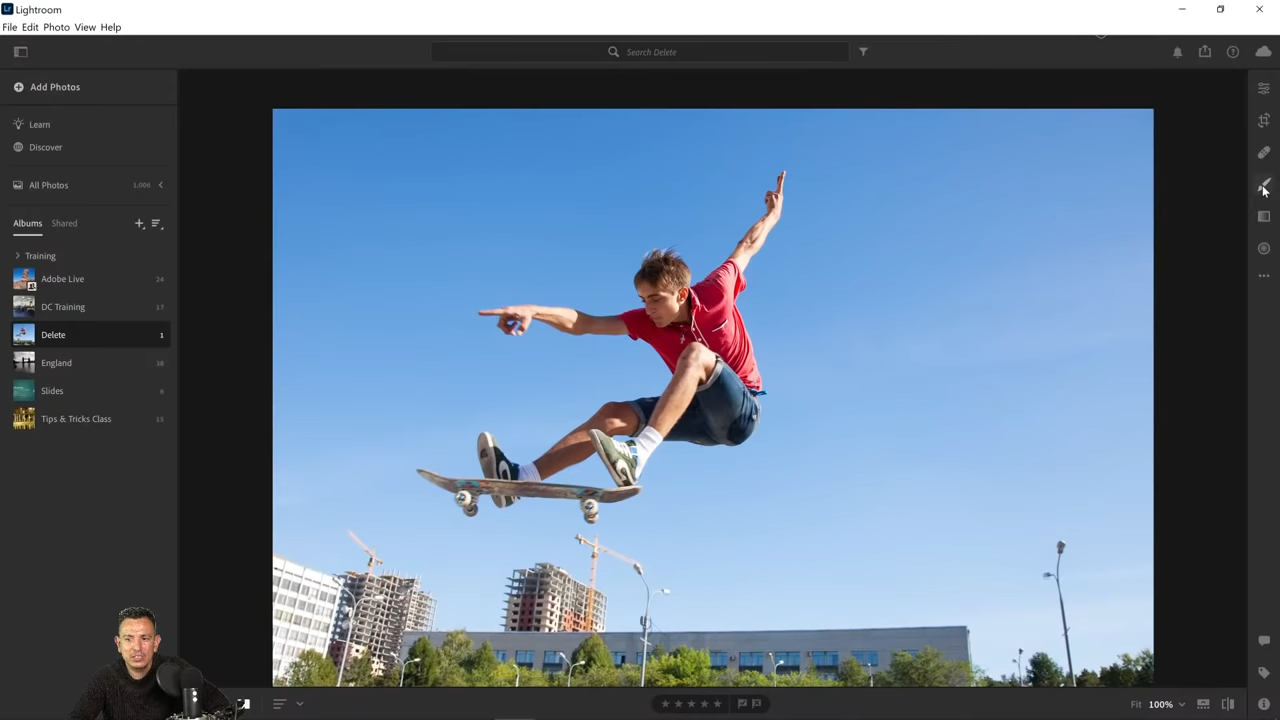 Lr Lightroom
File Edit Photo View Help
Search Delete
Add Photos
Learn
Discover
All Photos 1,006
Albums Shared
Training
Adobe Live 24
DC Training 17
Delete 1
England 38
Slides 6
Tips & Tricks Class 15
Fit 100%